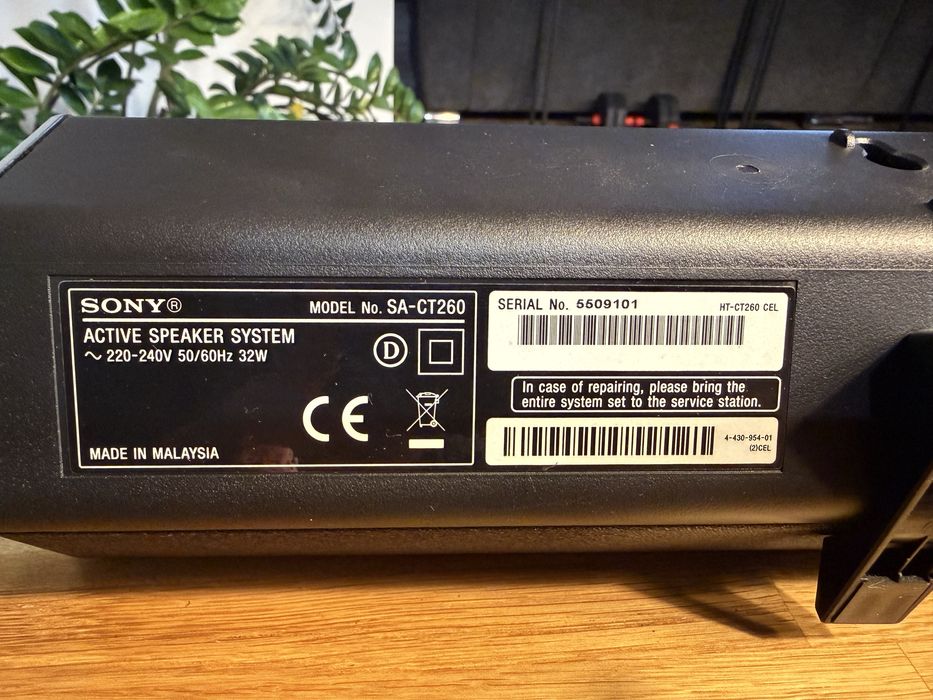 SONY® MODEL No. SA-CT260
ACTIVE SPEAKER SYSTEM
~ 220-240V 50/60Hz 32W
D
CE
MADE IN MALAYSIA
SERIAL No. 5509101 HT-CT260 CEL
In case of repairing, please bring the
entire system set to the service station.
4-430-954-01
(2)CEL